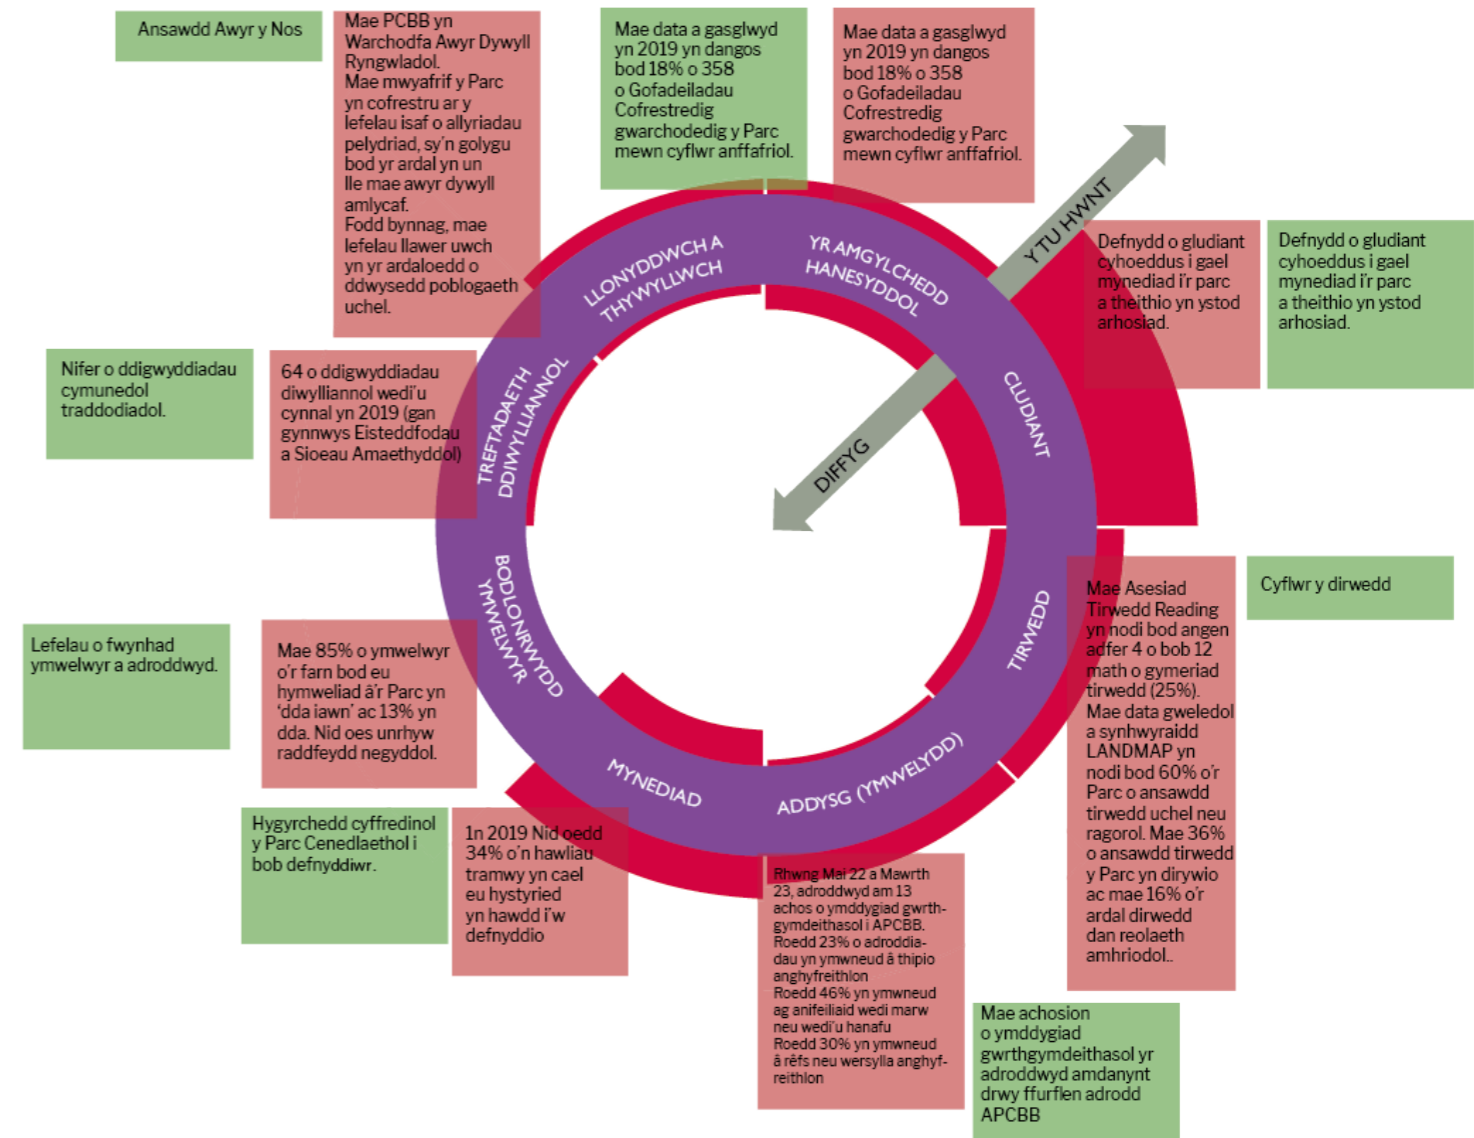 Ansawdd Awyr y Nos
Mae PCBB yn
Warchodfa Awyr Dywyll
Ryngwladol.
Mae mwyafrif y Parc
yn cofrestru ar y
lefelau isaf o allyriadau
pelydriad, sy'n golygu
bod yr ardal yn un
lle mae awyr dywyll
amlycaf.
Fodd bynnag, mae
lefelau llawer uwch
yn yr ardaloedd o
ddwysedd poblogaeth
uchel.
Mae data a gasglwyd
yn 2019 yn dangos
bod 18% o 358
o Gofadeiladau
Cofrestredig
gwarchodedig y Parc
mewn cyflwr anffafriol.
Mae data a gasglwyd
yn 2019 yn dangos
bod 18% o 358
o Gofadeiladau
Cofrestredig
gwarchodedig y Parc
mewn cyflwr anffafriol.
Y TU HWNT
Defnydd o gludiant
cyhoeddus i gael
mynediad i'r parc
a theithio yn ystod
arhosiad.
Defnydd o gludiant
cyhoeddus i gael
mynediad i'r parc
a theithio yn ystod
arhosiad.
LLONYDDWCH A
THYWYLLWCH
YR AMGYLCHEDD
HANESYDDOL
CLUDIANT
DIFFYG
Nifer o ddigwyddiadau
cymunedol
traddodiadol.
64 o ddigwyddiadau
diwylliannol wedi'u
cynnal yn 2019 (gan
gynnwys Eisteddfodau
a Sioeau Amaethyddol)
TREFTADAETH
DDIWYLLIANNOL
BODLONRWYDD
YMWELWYR
TIRWEDD
Mae Asesiad
Tirwedd Reading
yn nodi bod angen
adfer 4 o bob 12
math o gymeriad
tirwedd (25%).
Mae data gweledol
a synhwyraidd
LANDMAP yn
nodi bod 60% o'r
Parc o ansawdd
tirwedd uchel neu
ragorol. Mae 36%
o ansawdd tirwedd
y Parc yn dirywio
ac mae 16% o'r
ardal dirwedd
dan reolaeth
amhriodol..
Cyflwr y dirwedd
Lefelau o fwynhad
ymwelwyr a adroddwyd.
Mae 85% o ymwelwyr
o'r farn bod eu
hymweliad â'r Parc yn
'dda iawn' ac 13% yn
dda. Nid oes unrhyw
raddfeydd negyddol.
MYNEDIAD
ADDYSG (YMWELYDD)
Hygyrchedd cyffredinol
y Parc Cenedlaethol i
bob defnyddiwr.
1n 2019 Nid oedd
34% o'n hawliau
tramwy yn cael
eu hystyried
yn hawdd i'w
defnyddio
Rhwng Mai 22 a Mawrth
23, adroddwyd am 13
achos o ymddygiad gwrth-
gymdeithasol i APCBB.
Roedd 23% o adroddia-
dau yn ymwneud â thipio
anghyfreithlon
Roedd 46% yn ymwneud
ag anifeiliaid wedi marw
neu wedi'u hanafu
Roedd 30% yn ymwneud
â rêfs neu wersylla anghyf-
reithlon
Mae achosion
o ymddygiad
gwrthgymdeithasol yr
adroddwyd amdanynt
drwy ffurflen adrodd
APCBB